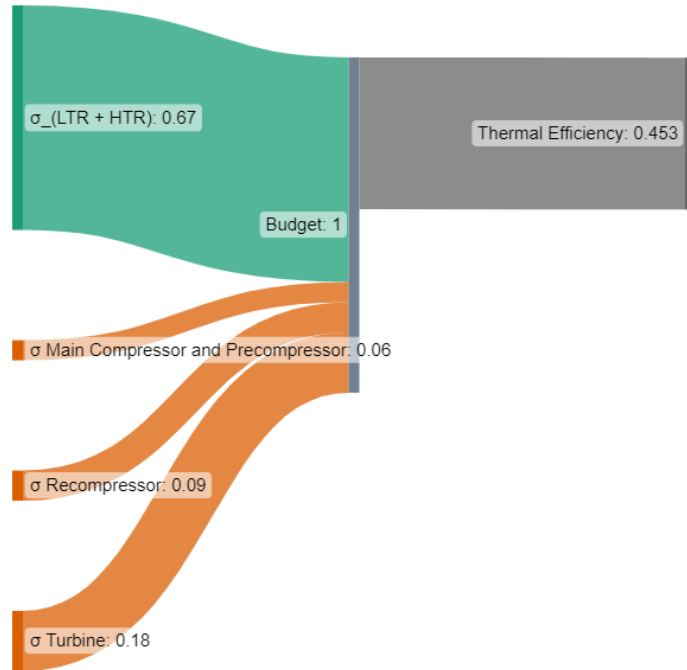 σ_(LTR + HTR): 0.67
Thermal Efficiency: 0.453
Budget: 1
σ Main Compressor and Precompressor: 0.06
σ Recompressor: 0.09
σ Turbine: 0.18